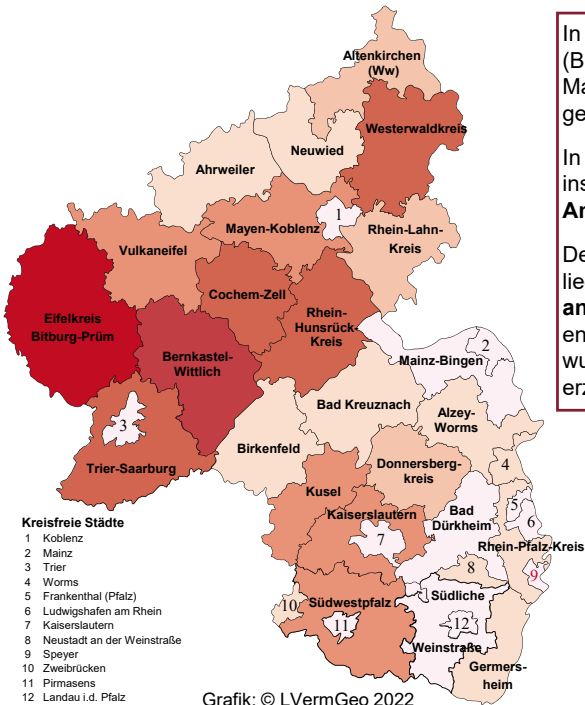 Altenkirchen
(Ww)
Westerwaldkreis
Neuwied
Ahrweiler
1
Mayen-Koblenz
Rhein-Lahn-
Kreis
Vulkaneifel
Cochem-Zell
Eifelkreis
Bitburg-Prüm
Rhein-
Hunsrück-
Kreis
Bernkastel-
Wittlich
2
Mainz-Bingen
3
Bad Kreuznach
Alzey-
Worms
Birkenfeld
Trier-Saarburg
Donnersberg-
kreis
4
Kusel
Kaiserslautern
7
Bad
Dürkheim
5
6
Rhein-Pfalz-Kreis
8
9
10
Südwestpfalz
11
Südliche
12
Weinstraße
Germers-
heim
Kreisfreie Städte
1 Koblenz
2 Mainz
3 Trier
4 Worms
5 Frankenthal (Pfalz)
6 Ludwigshafen am Rhein
7 Kaiserslautern
8 Neustadt an der Weinstraße
9 Speyer
10 Zweibrücken
11 Pirmasens
12 Landau i.d. Pfalz
Grafik: © LVermGeo 2022
In
(B
Ma
ge
In
ins
An
De
lie
an
en
wu
erz